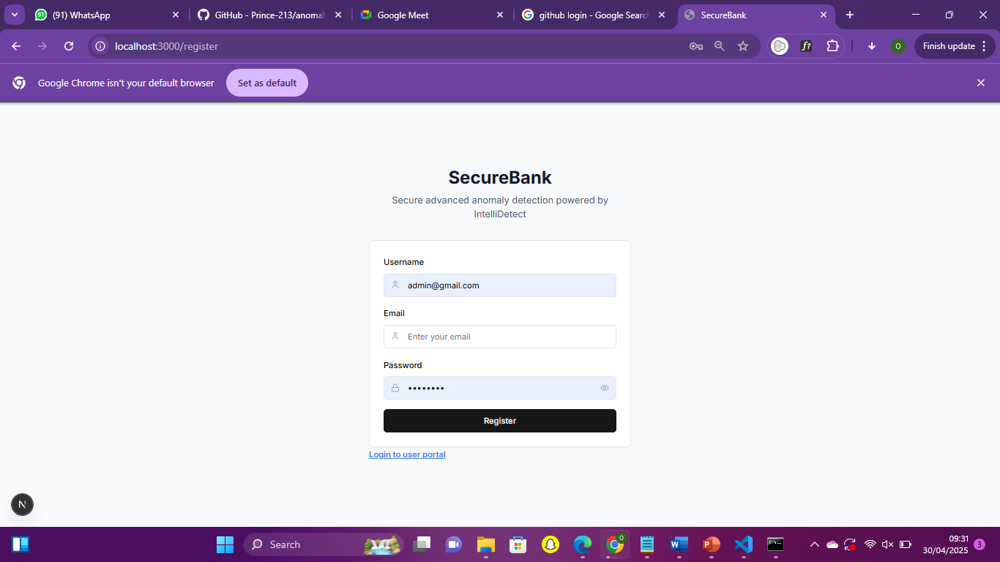 91
(91) WhatsApp
GitHub - Prince-213/anomal
Google Meet
github login - Google Search
SecureBank
localhost:3000/register
f?
O
Finish update
Google Chrome isn't your default browser
Set as default
SecureBank
Secure advanced anomaly detection powered by
IntelliDetect
Username
admin@gmail.com
Email
Enter your email
Password
Register
Login to user portal
N
Search
O
W
P
09:31
30/04/2025
3